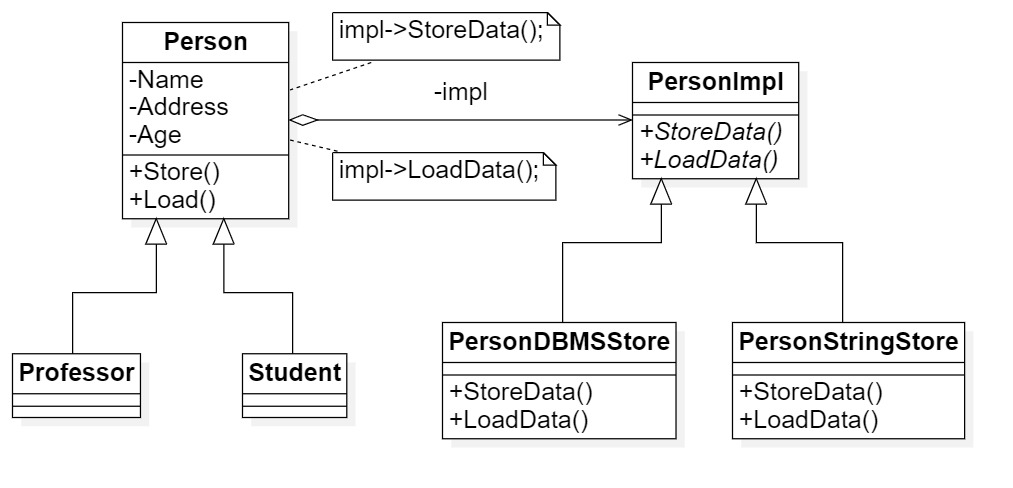 Person
-Name
-Address
-Age
+Store()
+Load()
impl->StoreData();
-impl
impl->LoadData();
PersonImpl
+StoreData()
+LoadData()
Professor
Student
PersonDBMSStore
+StoreData()
+LoadData()
PersonStringStore
+StoreData()
+LoadData()